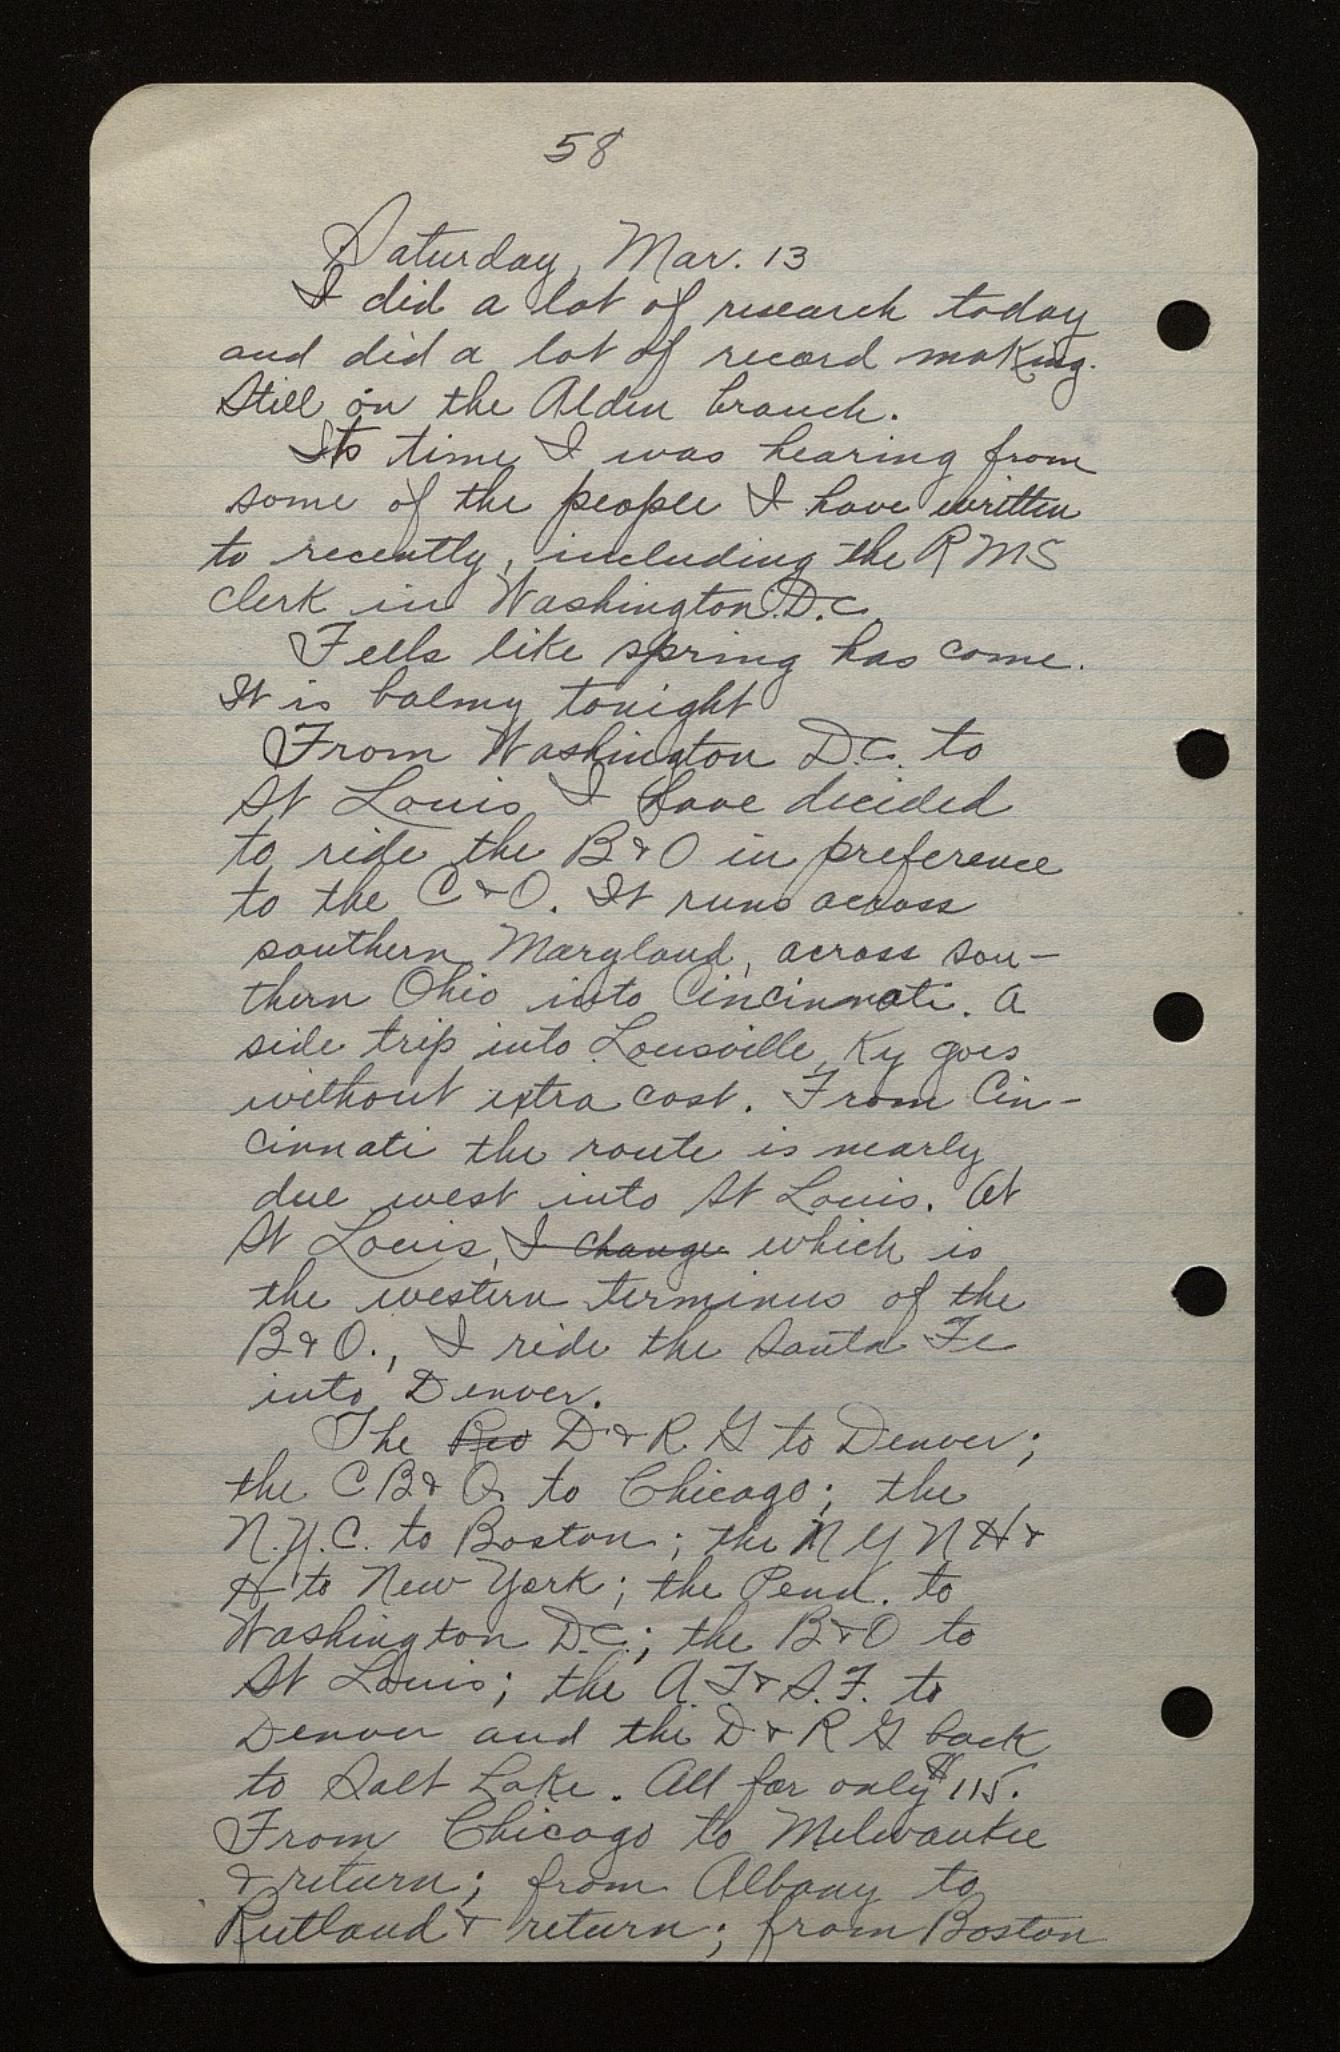 58
Saturday, Mar. 13
I did a lot of research today
and did a lot of record making.
Still on the Alden branch.
Its time I was hearing from
some of the people I have written
to recently, including the RMS
clerk in Washington D.C.
Feels like spring has come.
It is balmy tonight
From Washington D.C. to
St Louis I have decided
to ride the B & O in preference
to the C & O. It runs across
southern Maryland, across sou-
thern Ohio into Cincinnati. A
side trip into Lousville, Ky goes
without extra cost. From Cin-
cinnati the route is nearly
due west into St Louis. At
St Louis, I change which is
the western terminus of the
B & O., I ride the Santa Fe
into Denver.
The Rio D & R G to Denver;
the C B & Q to Chicago; the
N.Y.C. to Boston; the N Y N H &
H to New York; the Penn. to
Washington D.C.; the B & O to
St Louis; the A. T & S. F. to
Denver and the D & R G back
to Salt Lake. All for only $115.
From Chicago to Milwaukee
& return; from Albany to
Rutland & return; from Boston